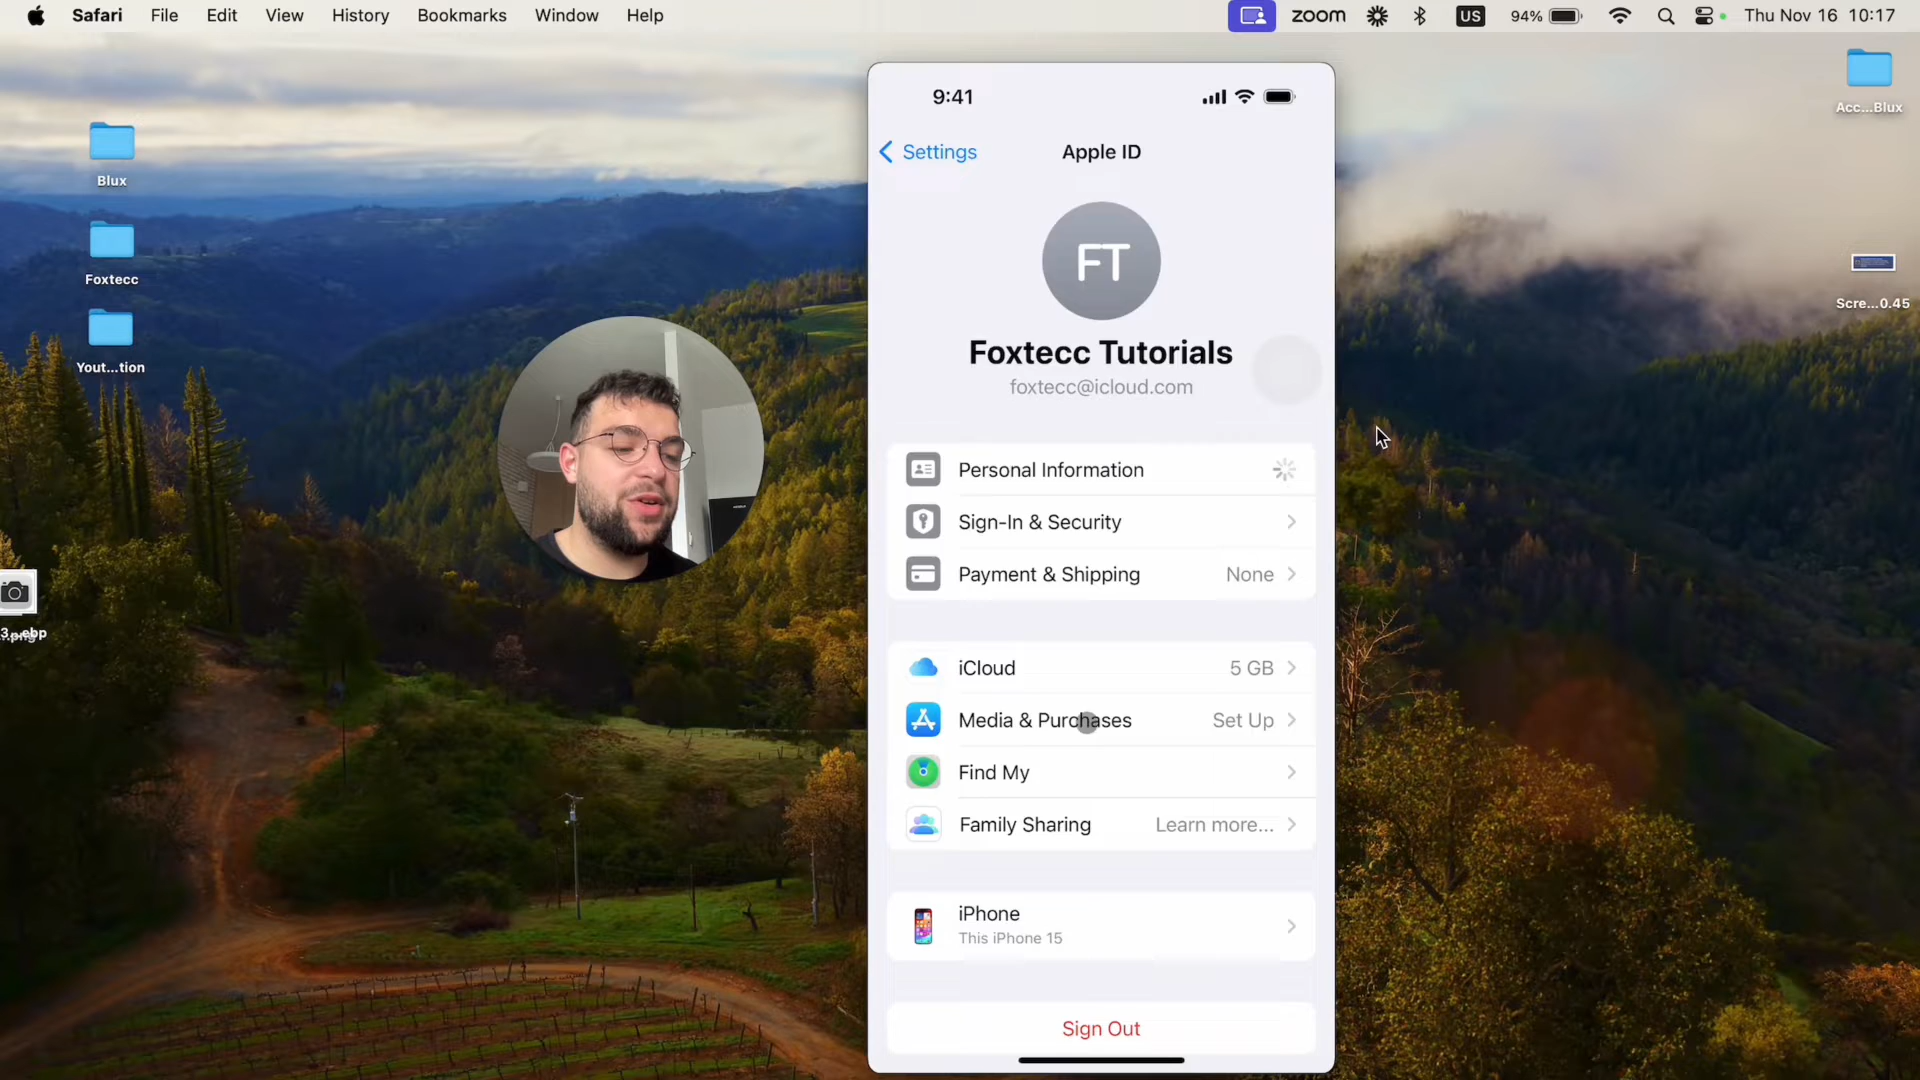 Safari File Edit View History Bookmarks Window Help zoom US 94% Thu Nov 16 10:17
Blux
Foxtecc
Yout...tion
Acc...Blux
Scre...0.45
9:41
Settings Apple ID
FT
Foxtecc Tutorials
foxtecc@icloud.com
Personal Information
Sign-In & Security
Payment & Shipping None
iCloud 5 GB
Media & Purchases Set Up
Find My
Family Sharing Learn more...
iPhone
This iPhone 15
Sign Out